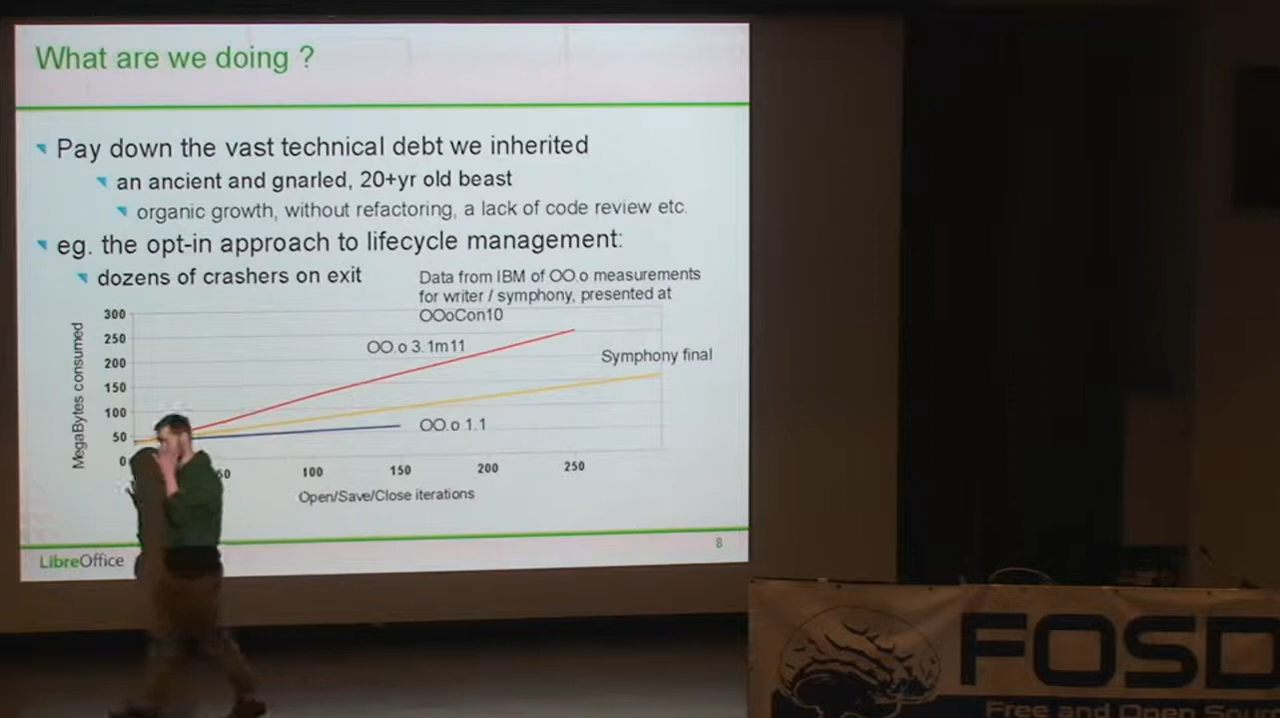 What are we doing ?
Pay down the vast technical debt we inherited
an ancient and gnarled, 20+yr old beast
organic growth, without refactoring, a lack of code review etc.
eg. the opt-in approach to lifecycle management:
dozens of crashers on exit
Data from IBM of OO.o measurements
for writer / symphony, presented at
OOoCon10
300
250
200
150
100
50
0
MegaBytes consumed
OO.o 3.1m11
Symphony final
OO.o 1.1
50
100
150
200
250
Open/Save/Close iterations
LibreOffice
8
FOSD
Free and Open Sour